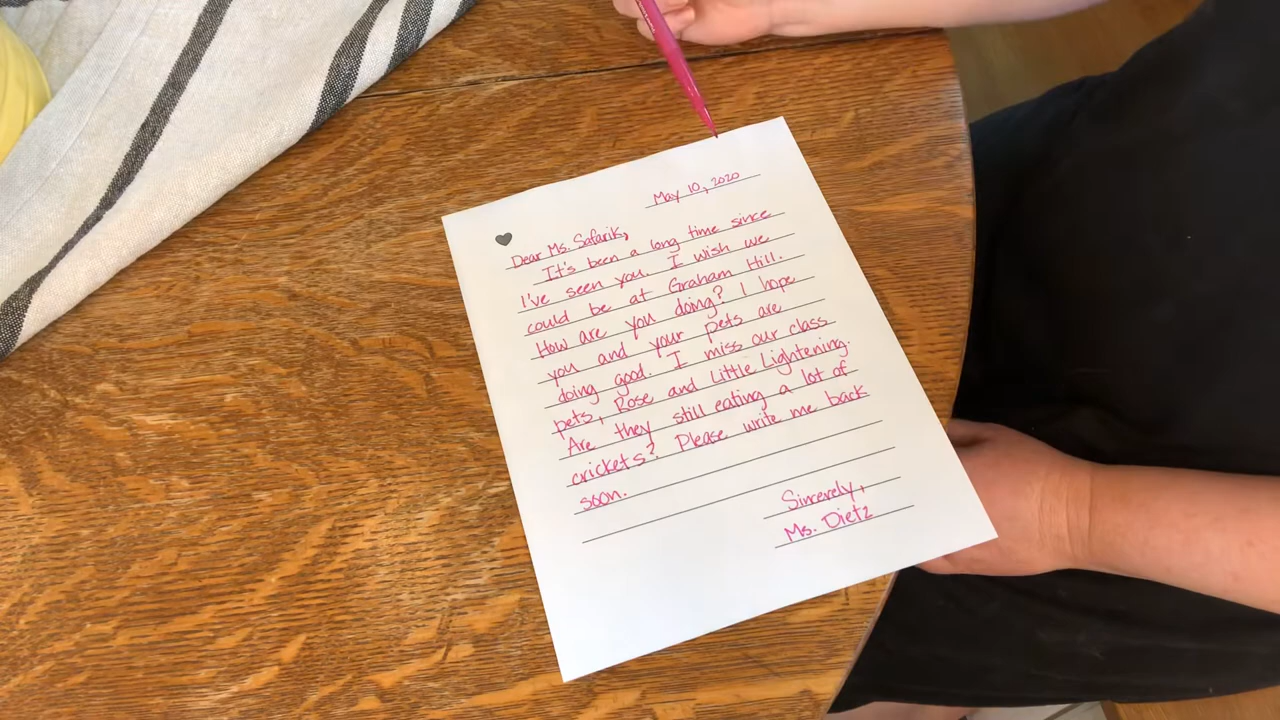 May 10, 2020
Dear Ms. Safarik,
It's been a long time since
I've seen you. I wish we
could be at Graham Hill.
How are you doing? I hope
you and your pets are
doing good. I miss our class
pets, Rose and Little Lightening.
Are they still eating a lot of
crickets? Please write me back
soon.
Sincerely,
Ms. Dietz